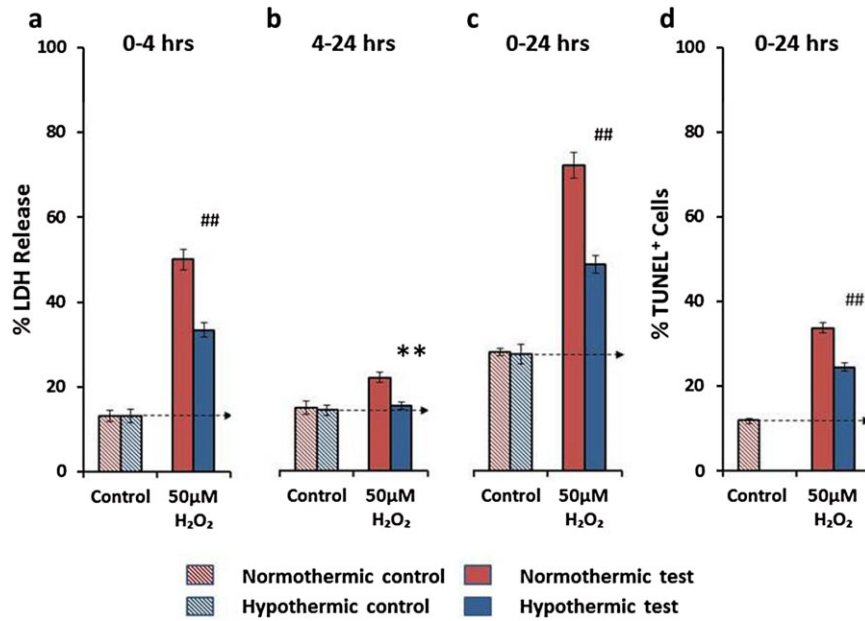 a
0-4 hrs
b
4-24 hrs
c
0-24 hrs
d
0-24 hrs
% LDH Release
100
80
60
40
20
0
##
**
##
% TUNEL⁺ Cells
100
80
60
40
20
0
##
Control
50μM
H₂O₂
Control
50μM
H₂O₂
Control
50μM
H₂O₂
Control
50μM
H₂O₂
Normothermic control
Normothermic test
Hypothermic control
Hypothermic test